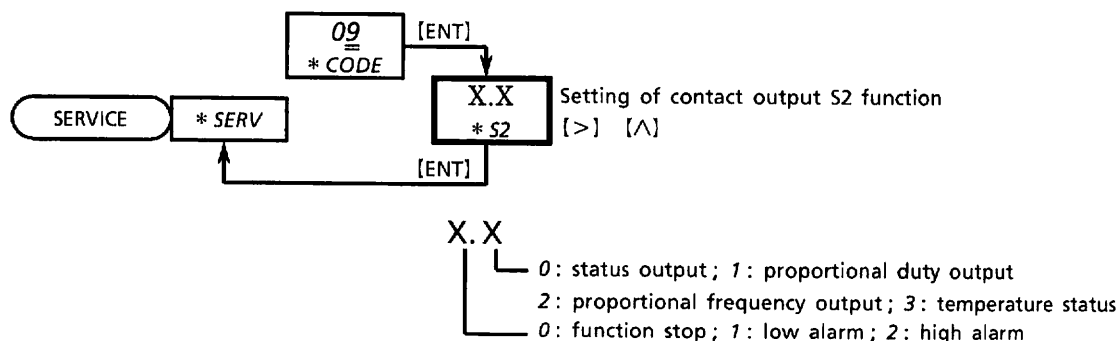 09 [ENT]
* CODE
X.X Setting of contact output S2 function
* S2 [>] [∧]
SERVICE * SERV
[ENT]
X.X
0: status output; 1: proportional duty output
2: proportional frequency output; 3: temperature status
0: function stop; 1: low alarm; 2: high alarm